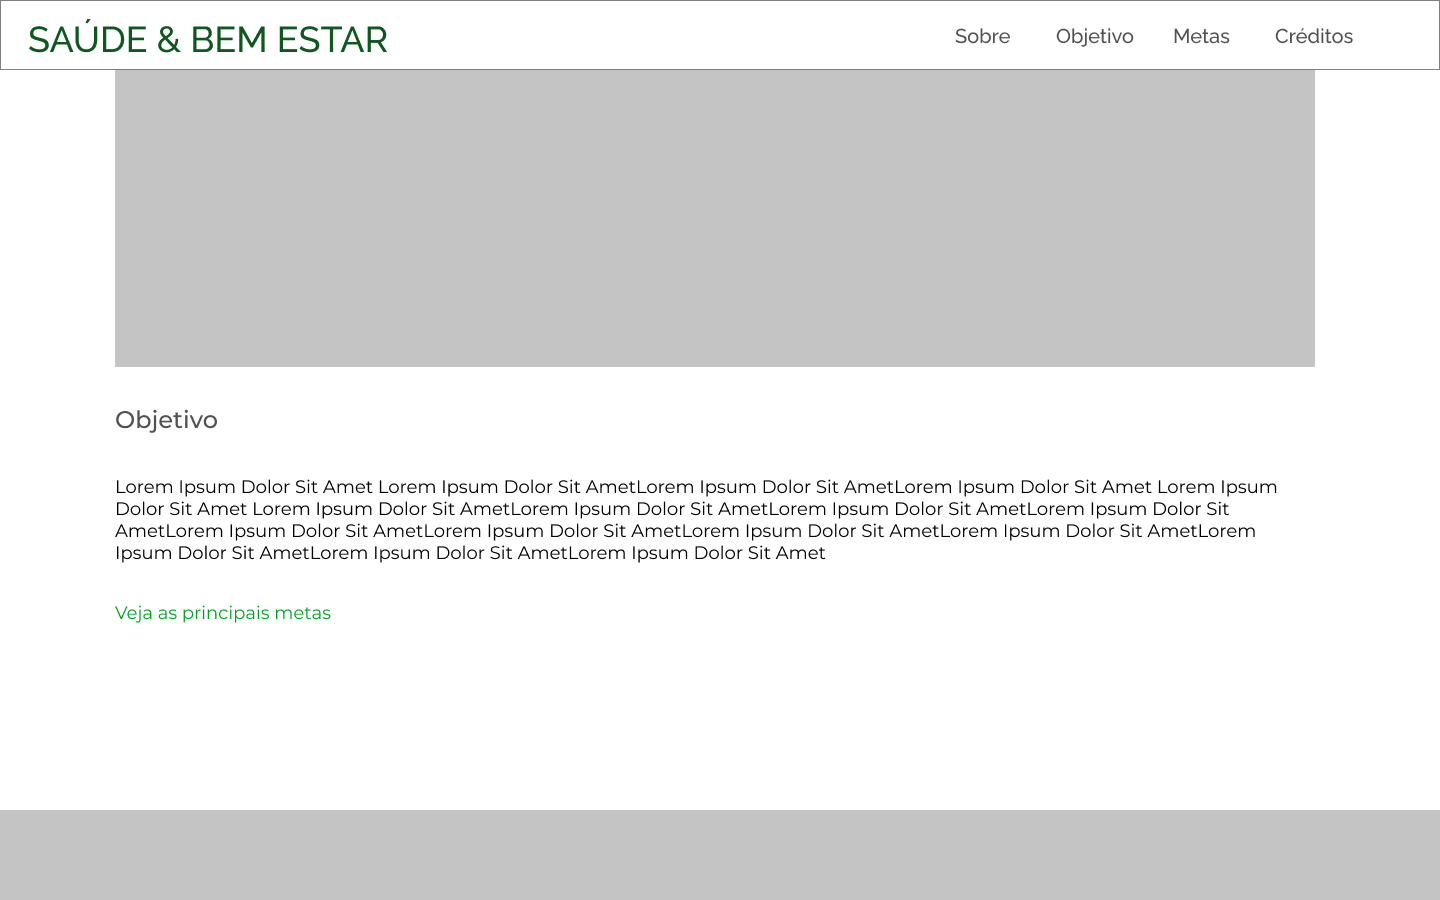 SAÚDE & BEM ESTAR
Sobre Objetivo Metas Créditos
Objetivo
Lorem Ipsum Dolor Sit Amet Lorem Ipsum Dolor Sit AmetLorem Ipsum Dolor Sit AmetLorem Ipsum Dolor Sit Amet Lorem Ipsum
Dolor Sit Amet Lorem Ipsum Dolor Sit AmetLorem Ipsum Dolor Sit AmetLorem Ipsum Dolor Sit AmetLorem Ipsum Dolor Sit
AmetLorem Ipsum Dolor Sit AmetLorem Ipsum Dolor Sit AmetLorem Ipsum Dolor Sit AmetLorem Ipsum Dolor Sit AmetLorem
Ipsum Dolor Sit AmetLorem Ipsum Dolor Sit AmetLorem Ipsum Dolor Sit Amet
Veja as principais metas